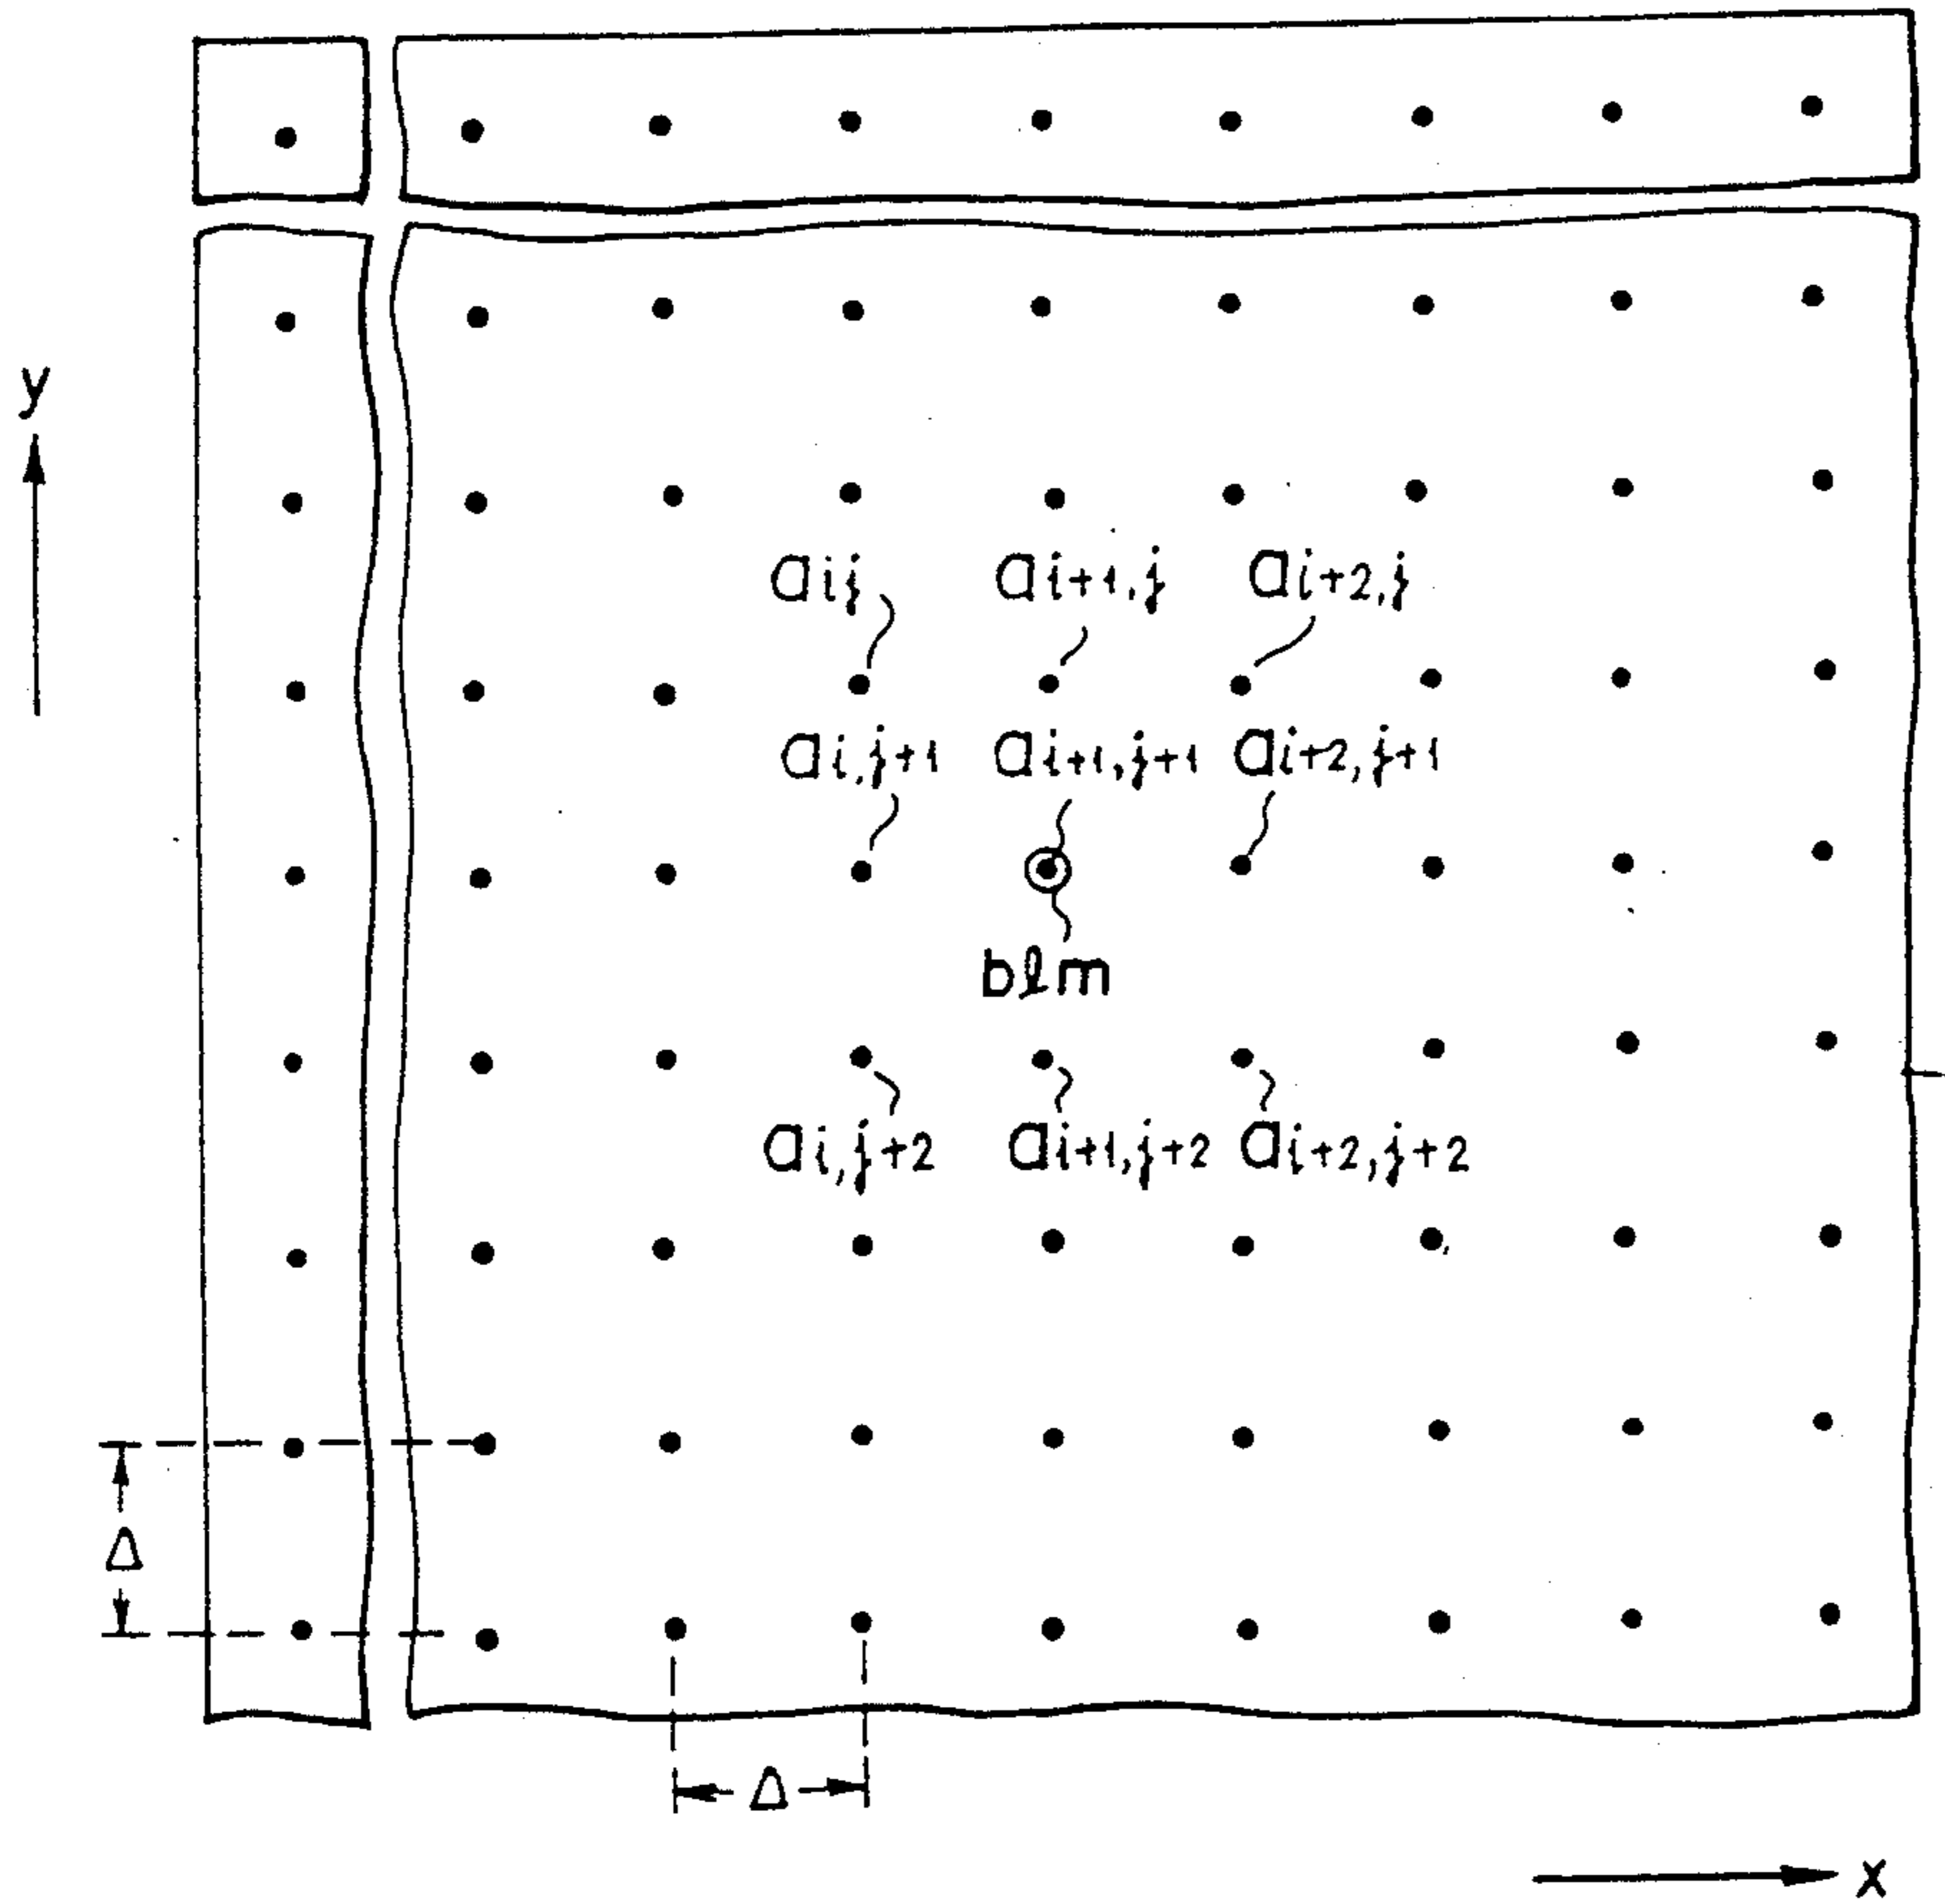 y
aij ai+1,j ai+2,j
ai,j+1 ai+1,j+1 ai+2,j+1
blm
ai,j+2 ai+1,j+2 ai+2,j+2
Δ
Δ
x